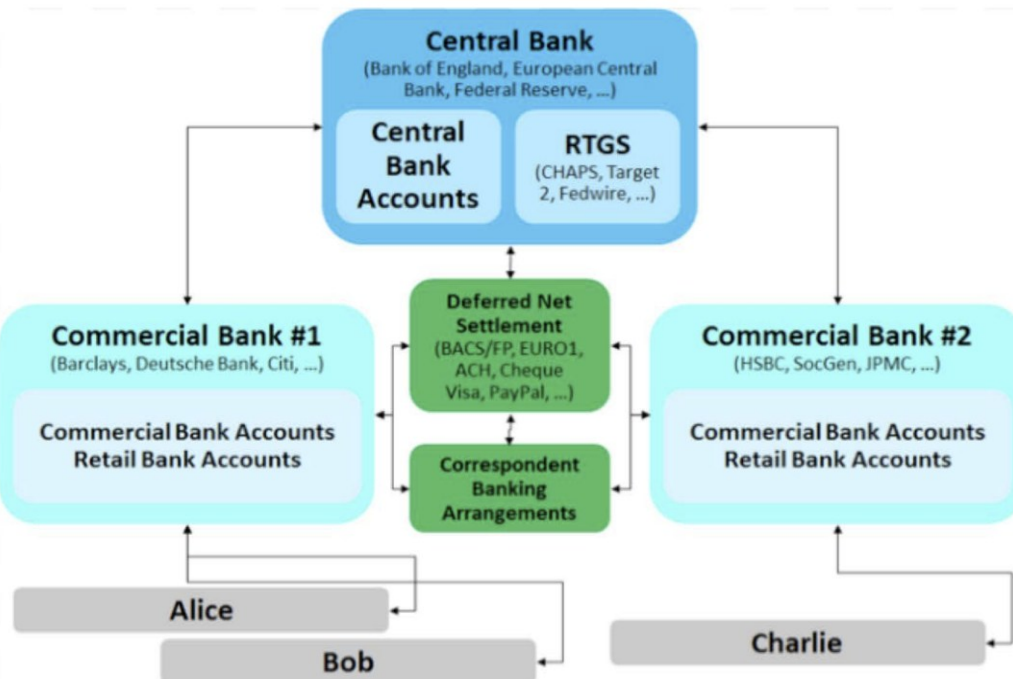 Central Bank
(Bank of England, European Central
Bank, Federal Reserve, ...)
Central
Bank
Accounts
RTGS
(CHAPS, Target
2, Fedwire, ...)
Deferred Net
Settlement
(BACS/FP, EURO1,
ACH, Cheque
Visa, PayPal, ...)
Commercial Bank #1
(Barclays, Deutsche Bank, Citi, ...)
Commercial Bank Accounts
Retail Bank Accounts
Commercial Bank #2
(HSBC, SocGen, JPMC, ...)
Commercial Bank Accounts
Retail Bank Accounts
Correspondent
Banking
Arrangements
Alice
Bob
Charlie